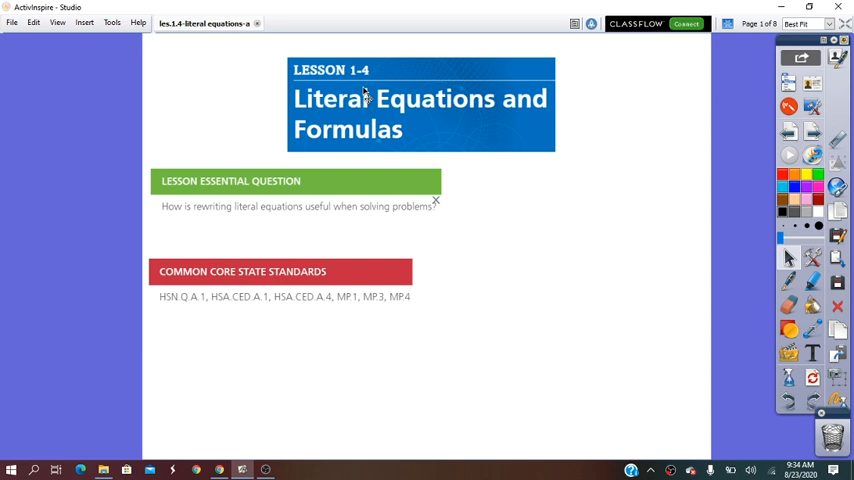 ActivInspire - Studio
File Edit View Insert Tools Help
les.1.4-literal equations-a
CLASSFLOW Connect
Page 1 of 8 Best Fit
LESSON 1-4
Literal Equations and
Formulas
LESSON ESSENTIAL QUESTION
How is rewriting literal equations useful when solving problems?
COMMON CORE STATE STANDARDS
HSN.Q.A.1, HSA.CED.A.1, HSA.CED.A.4, MP.1, MP.3, MP.4
9:34 AM
8/23/2020